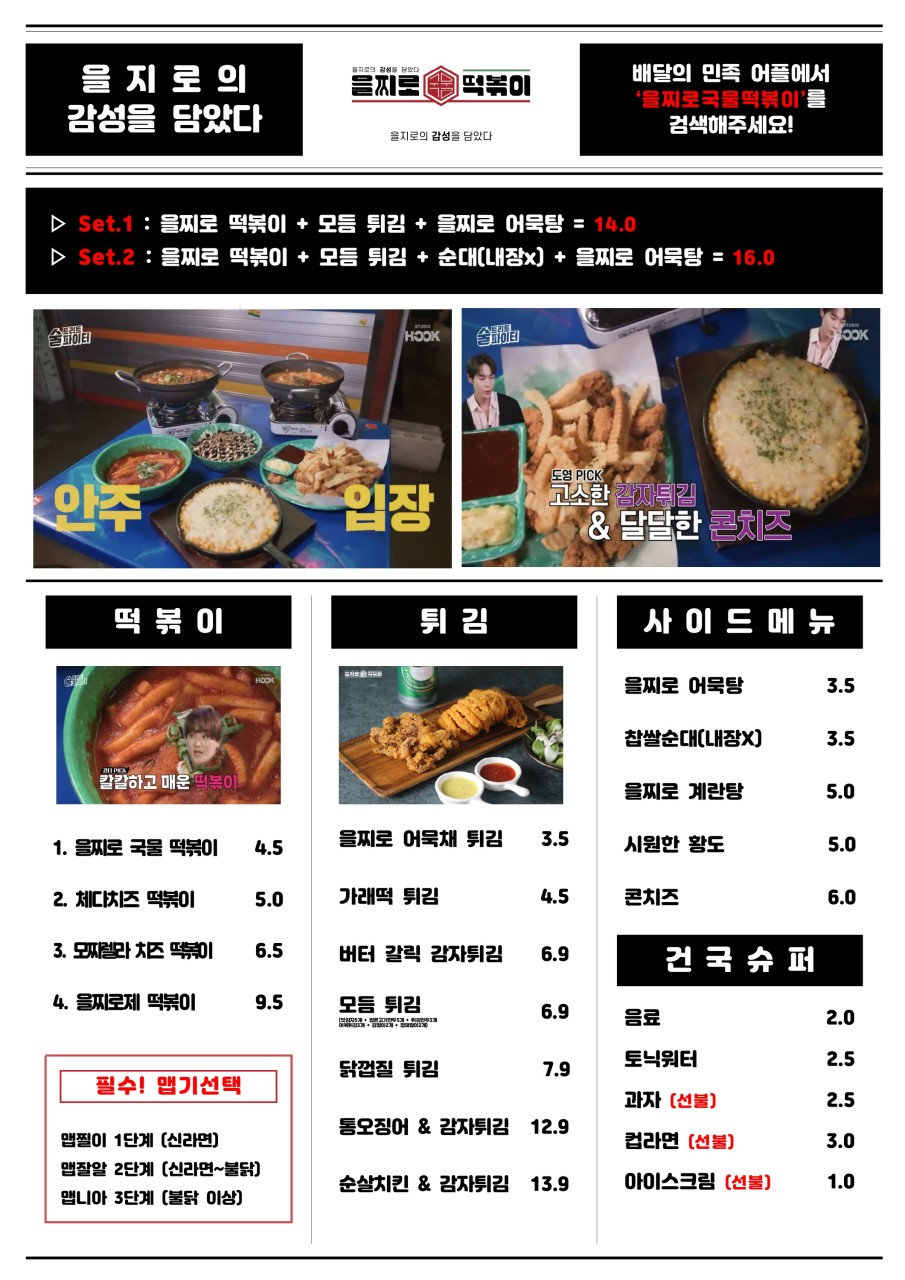 을지로의
감성을 담았다
을지로의 감성을 담았다
을찌로 국물 떡볶이
을지로의 감성을 담았다
배달의 민족 어플에서
‘을찌로국물떡볶이’를
검색해주세요!
▷ Set.1 : 을찌로 떡볶이 + 모듬 튀김 + 을찌로 어묵탕 = 14.0
▷ Set.2 : 을찌로 떡볶이 + 모듬 튀김 + 순대(내장x) + 을찌로 어묵탕 = 16.0
술트리트
파이터
STUDIO
HOOK
안주 입장
술트리트
파이터
STUDIO
HOOK
도영 PICK
고소한 감자튀김
& 달달한 콘치즈
떡볶이
HOOK
칼칼하고 매운 떡볶이
1. 을찌로 국물 떡볶이 4.5
2. 체다치즈 떡볶이 5.0
3. 모짜렐라 치즈 떡볶이 6.5
4. 을찌로제 떡볶이 9.5
필수! 맵기선택
맵찔이 1단계 (신라면)
맵잘알 2단계 (신라면~불닭)
맵니아 3단계 (불닭 이상)
튀김
을찌로 어묵채 튀김 3.5
가래떡 튀김 4.5
버터 갈릭 감자튀김 6.9
모듬 튀김 6.9
닭껍질 튀김 7.9
통오징어 & 감자튀김 12.9
순살치킨 & 감자튀김 13.9
사이드메뉴
을찌로 어묵탕 3.5
찹쌀순대(내장X) 3.5
을찌로 계란탕 5.0
시원한 황도 5.0
콘치즈 6.0
건국슈퍼
음료 2.0
토닉워터 2.5
과자 (선불) 2.5
컵라면 (선불) 3.0
아이스크림 (선불) 1.0